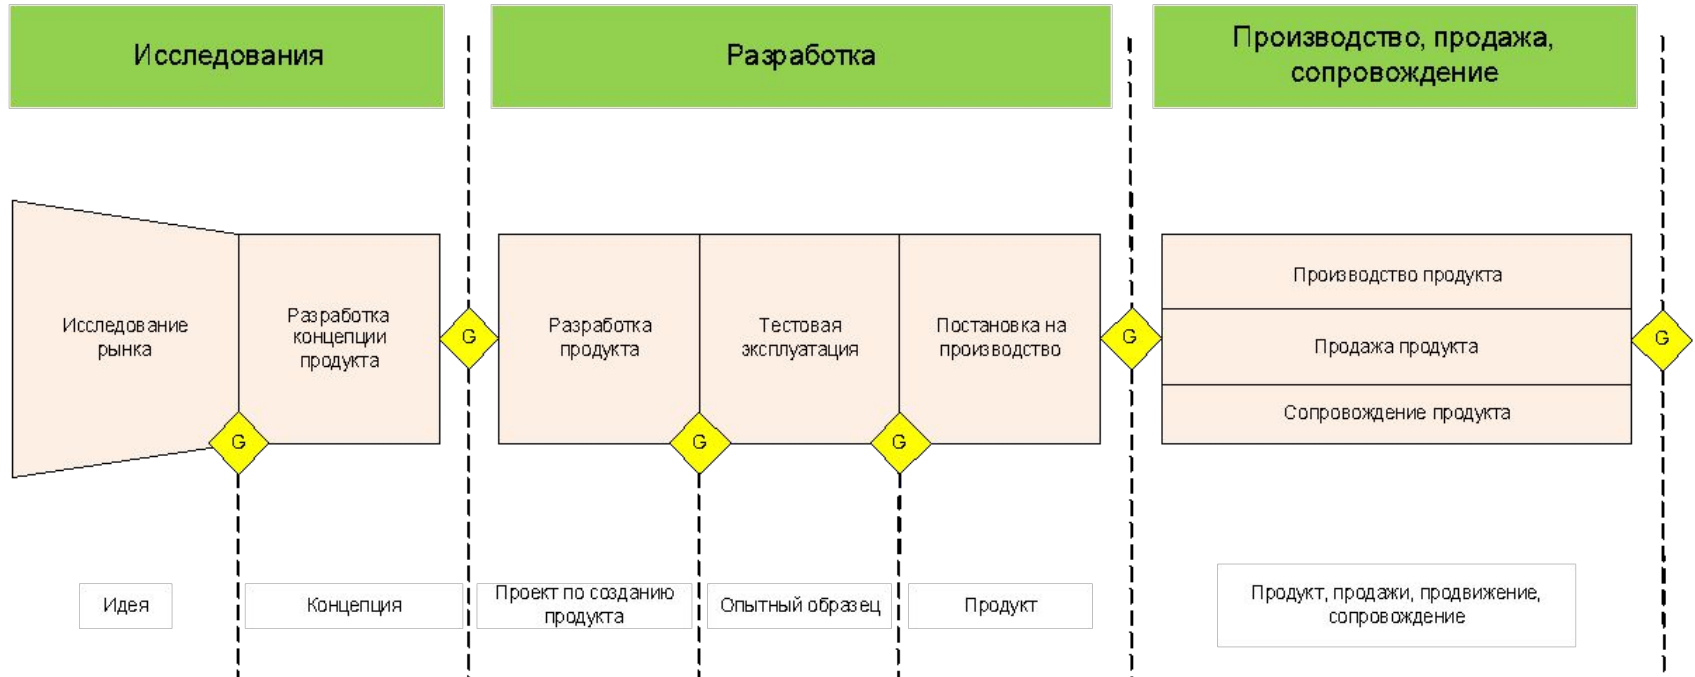 Исследования
Разработка
Производство, продажа,
сопровождение
Исследование
рынка
Разработка
концепции
продукта
G
G
Разработка
продукта
Тестовая
эксплуатация
Постановка на
производство
G
G
G
Производство продукта
Продажа продукта
Сопровождение продукта
G
Идея
Концепция
Проект по созданию
продукта
Опытный образец
Продукт
Продукт, продажи, продвижение,
сопровождение